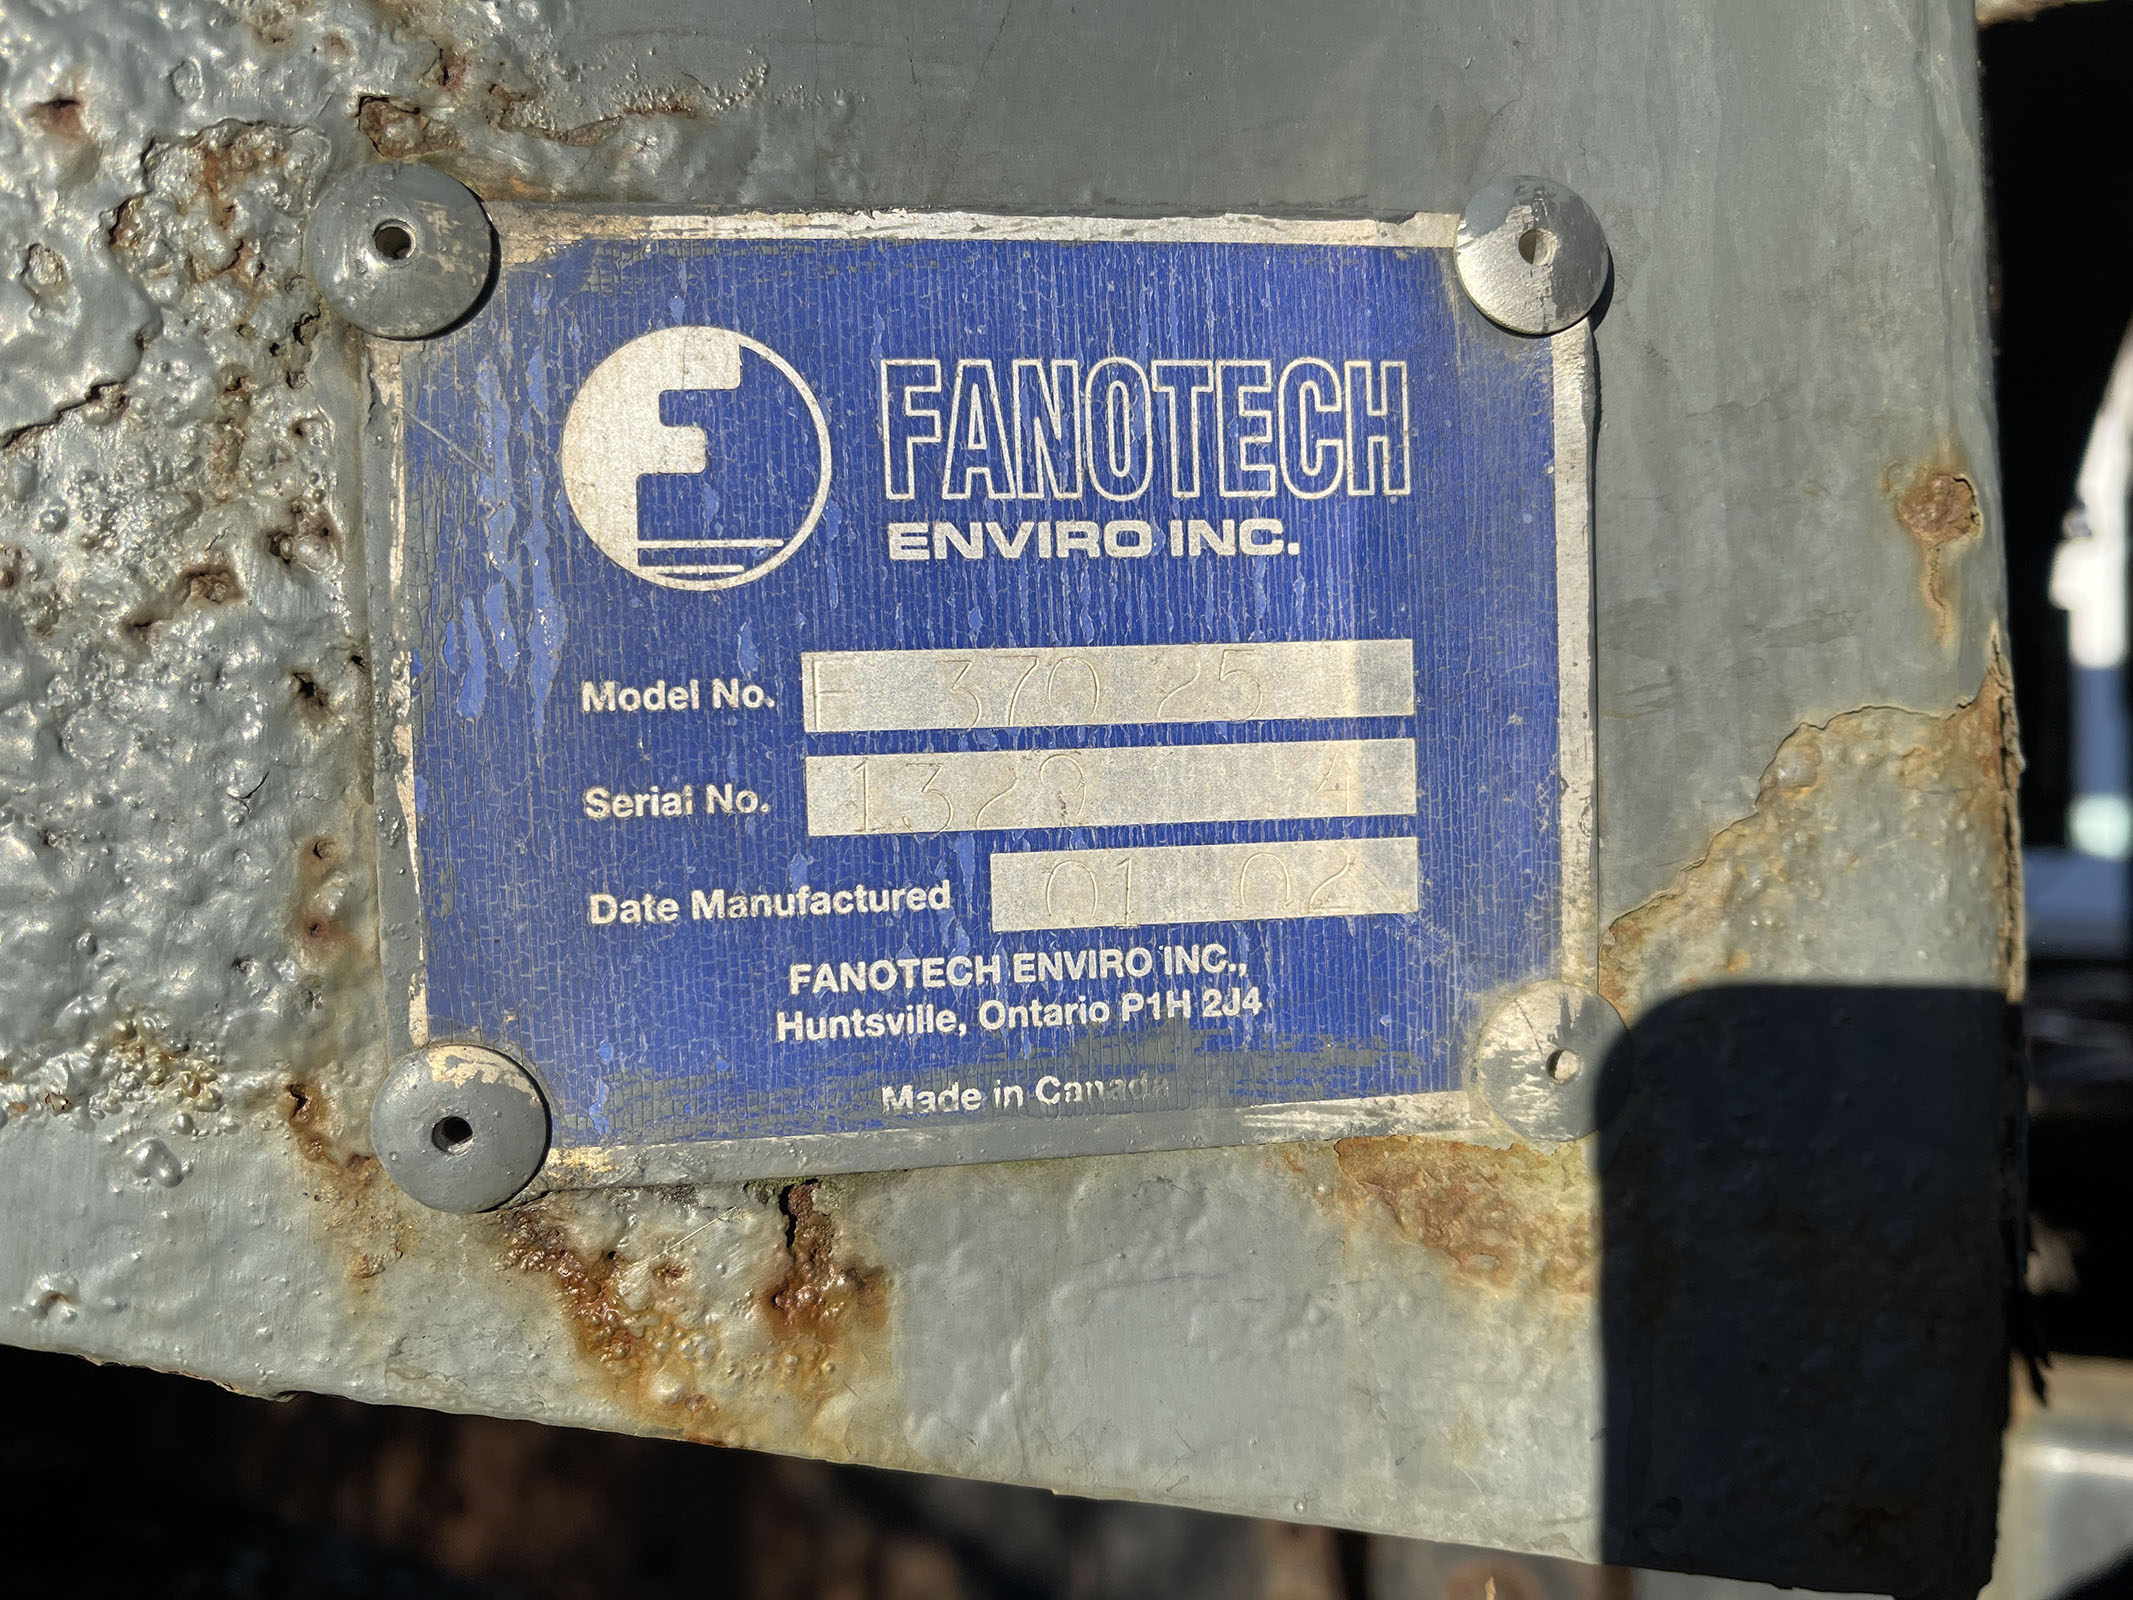 FANOTECH
ENVIRO INC.
Model No. F 370 25
Serial No. 1329 4
Date Manufactured 01 02
FANOTECH ENVIRO INC.,
Huntsville, Ontario P1H 2J4
Made in Canada